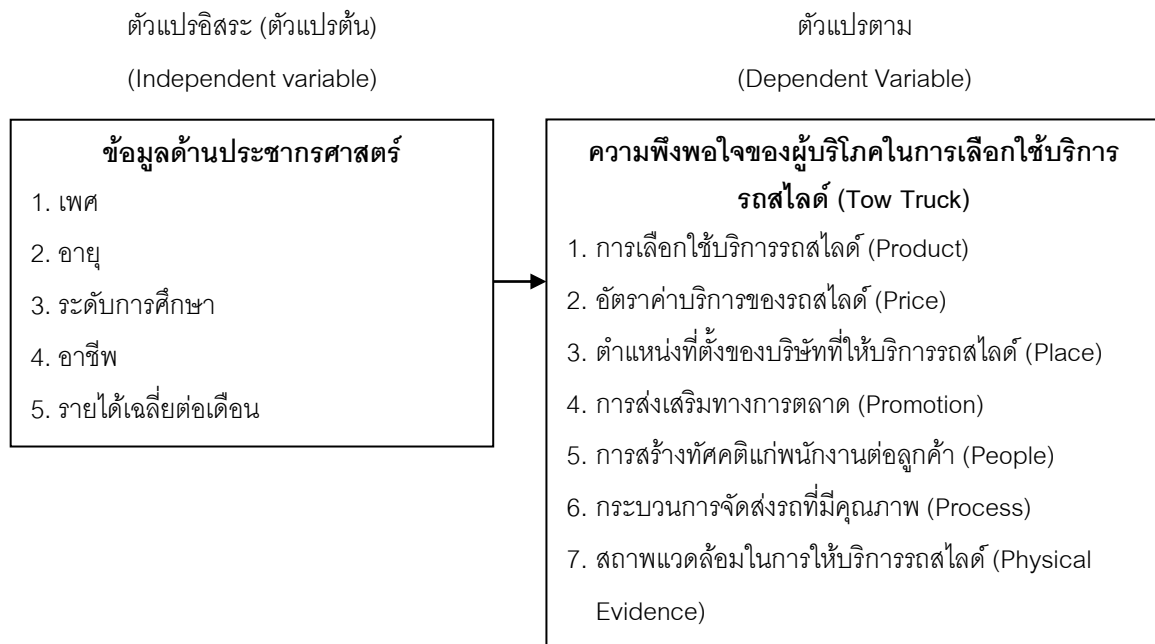 ตัวแปรอิสระ (ตัวแปรต้น)
(Independent variable)
ข้อมูลด้านประชากรศาสตร์
1. เพศ
2. อายุ
3. ระดับการศึกษา
4. อาชีพ
5. รายได้เฉลี่ยต่อเดือน
ตัวแปรตาม
(Dependent Variable)
ความพึงพอใจของผู้บริโภคในการเลือกใช้บริการ
รถสไลด์ (Tow Truck)
1. การเลือกใช้บริการรถสไลด์ (Product)
2. อัตราค่าบริการของรถสไลด์ (Price)
3. ตำแหน่งที่ตั้งของบริษัทที่ให้บริการรถสไลด์ (Place)
4. การส่งเสริมทางการตลาด (Promotion)
5. การสร้างทัศคติแก่พนักงานต่อลูกค้า (People)
6. กระบวนการจัดส่งรถที่มีคุณภาพ (Process)
7. สภาพแวดล้อมในการให้บริการรถสไลด์ (Physical
Evidence)